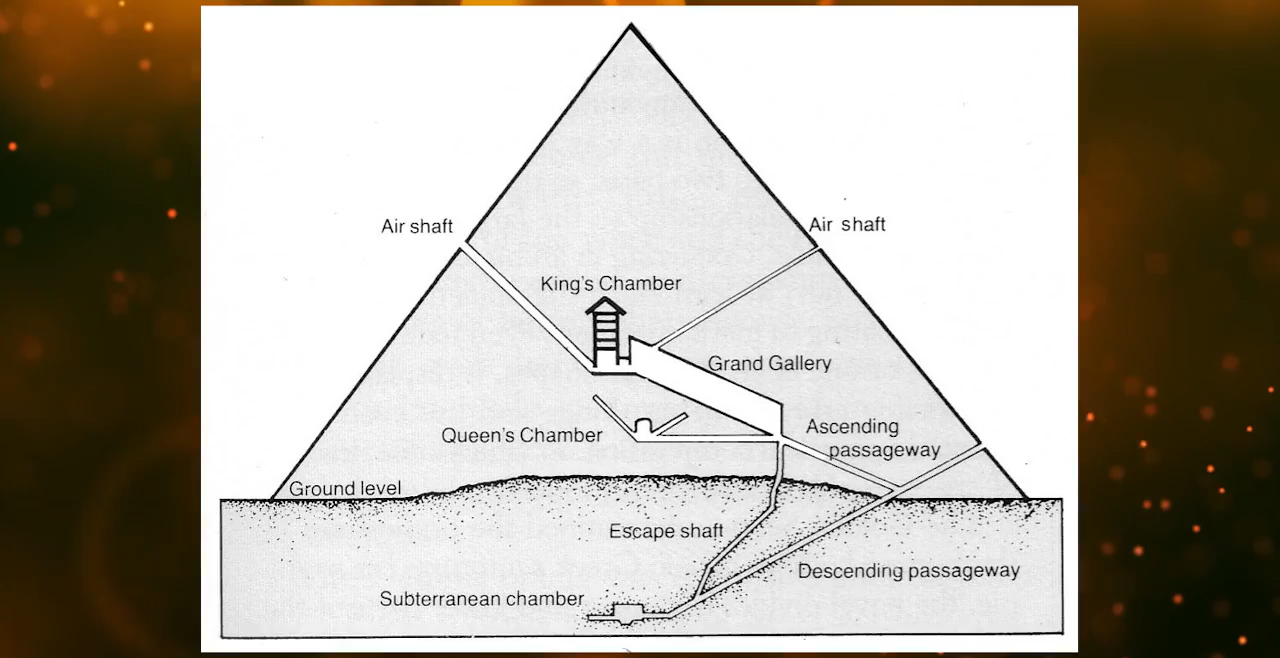 Air shaft
Air shaft
King's Chamber
Grand Gallery
Queen's Chamber
Ascending
passageway
Ground level
Escape shaft
Descending passageway
Subterranean chamber